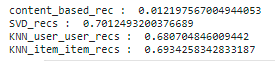 content_based_rec :  0.012197567004944053
SVD_recs :  0.7012493200376689
KNN_user_user_recs :  0.680704846009442
KNN_item_item_recs :  0.6934258342833187